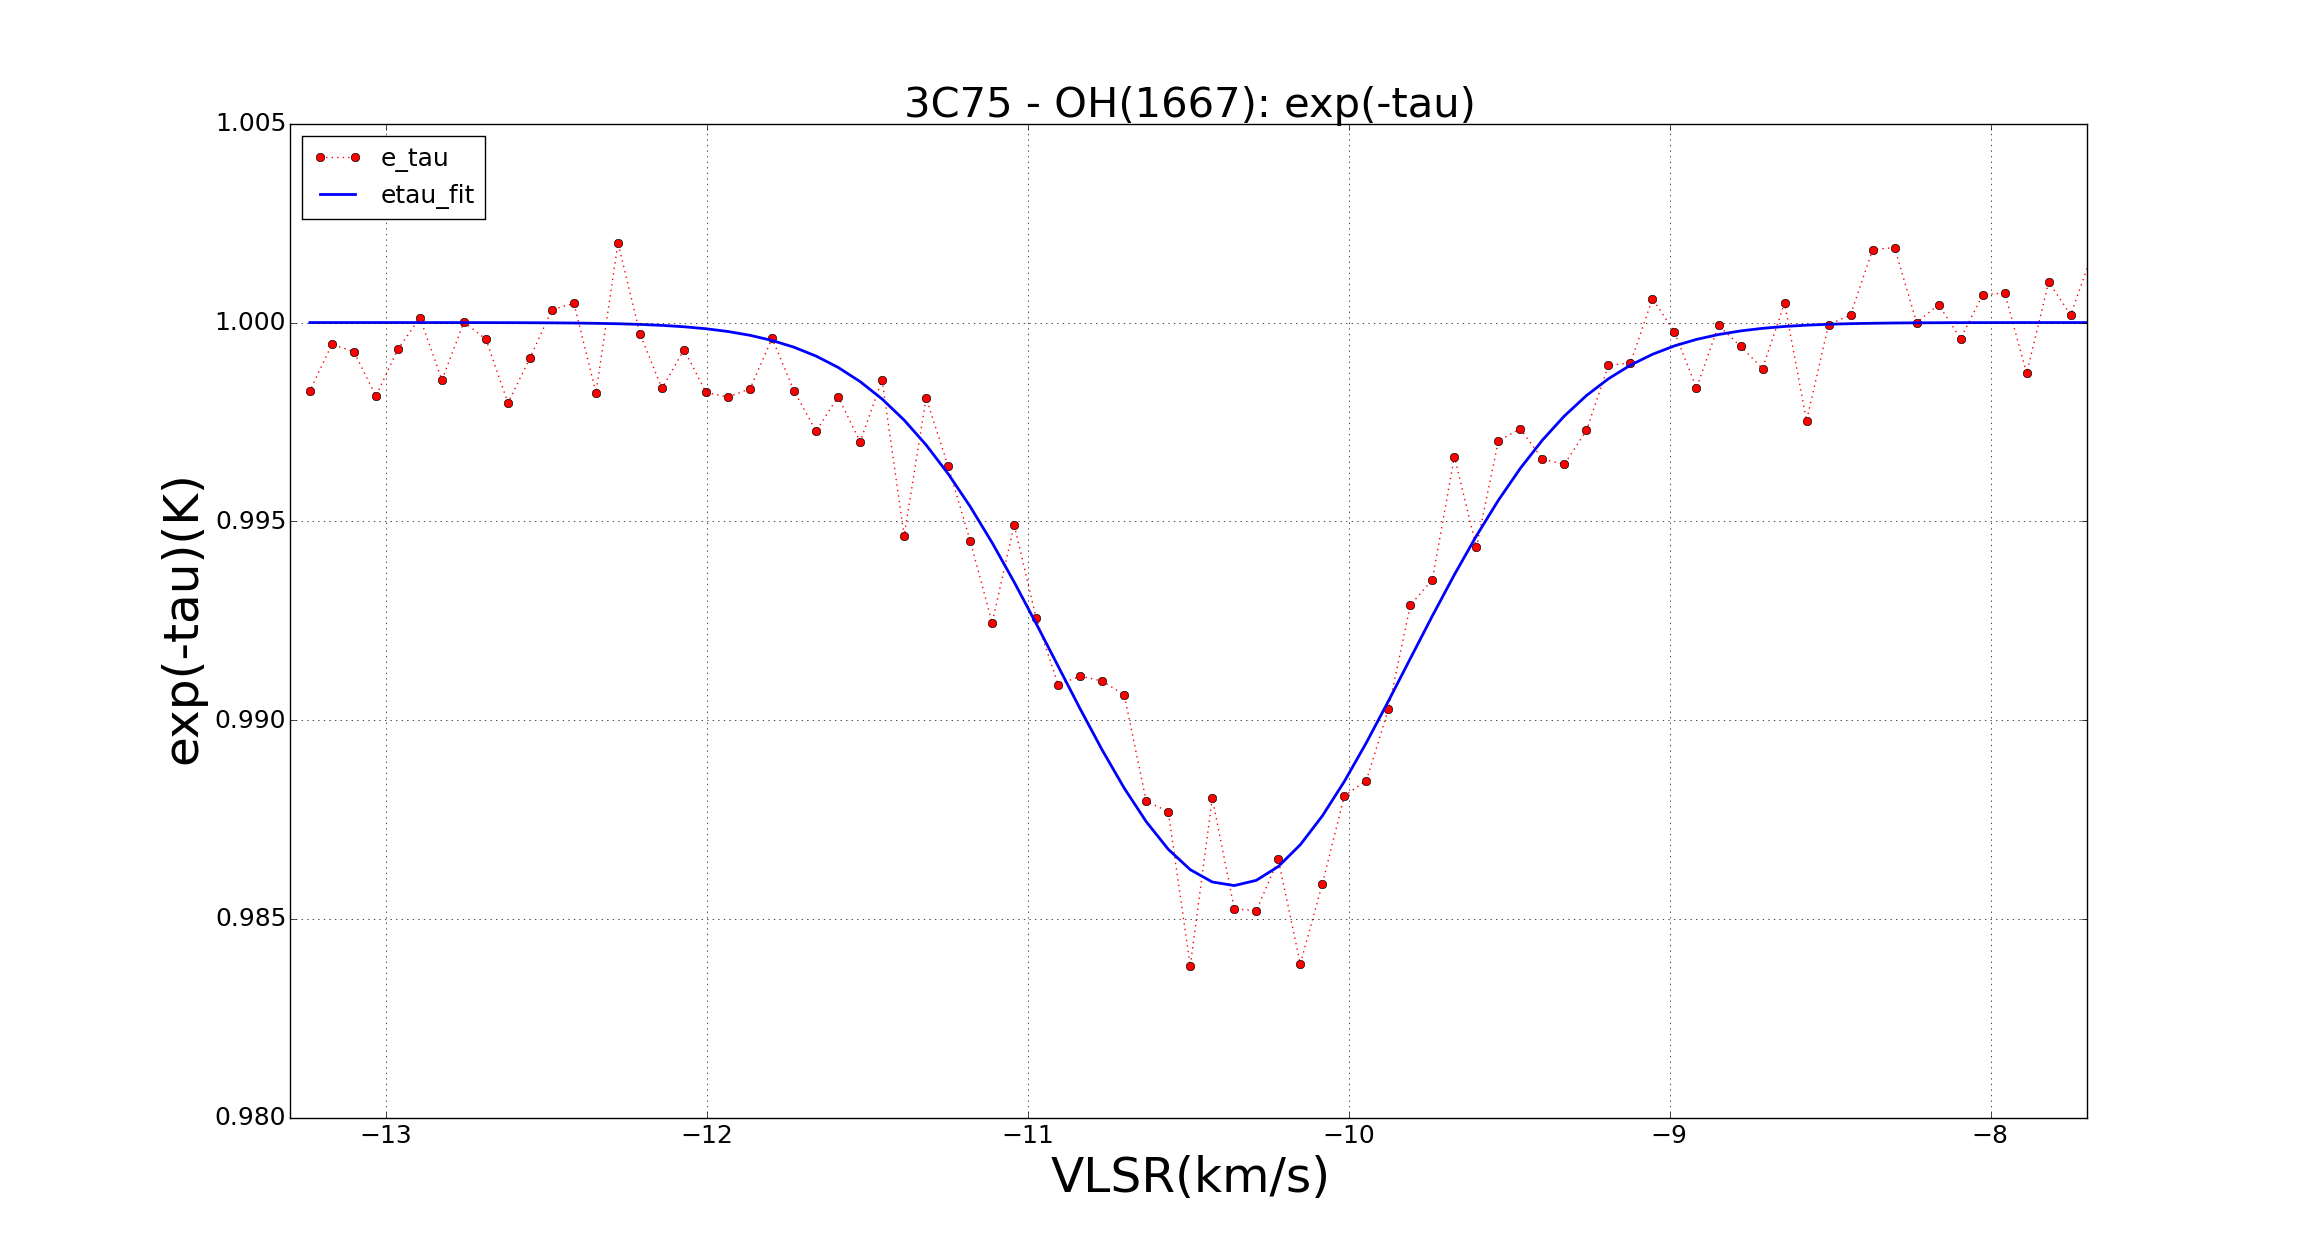 3C75 - OH(1667): exp(-tau)
e_tau
etau_fit
exp(-tau)(K)
1.005
1.000
0.995
0.990
0.985
0.980
−13
−12
−11
−10
−9
−8
VLSR(km/s)